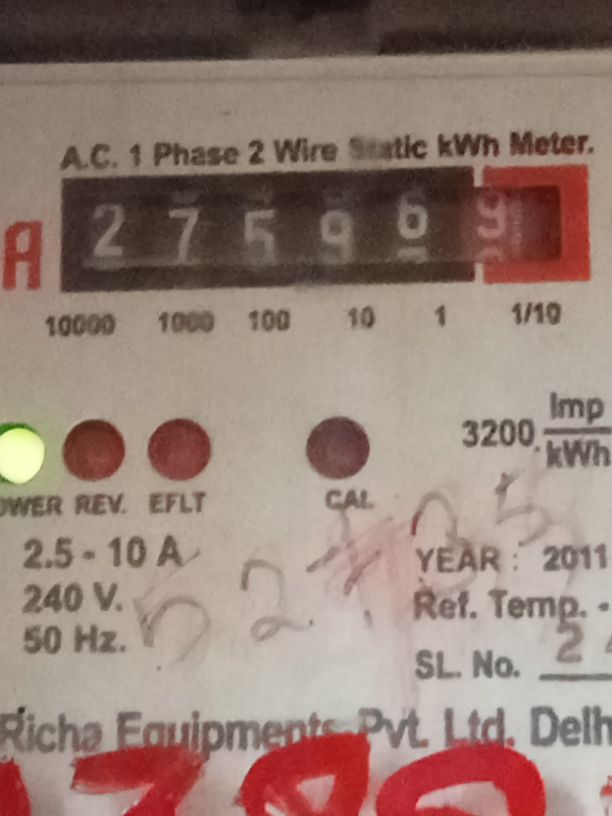 A.C. 1 Phase 2 Wire Static kWh Meter.
A 2 7 5 9 6 9
10000 1000 100 10 1 1/10
3200 Imp/kWh
OWER REV. EFLT CAL
2.5 - 10 A
240 V.
50 Hz.
YEAR : 2011
Ref. Temp. -
SL. No. 2
Richa Equipments Pvt. Ltd. Delh